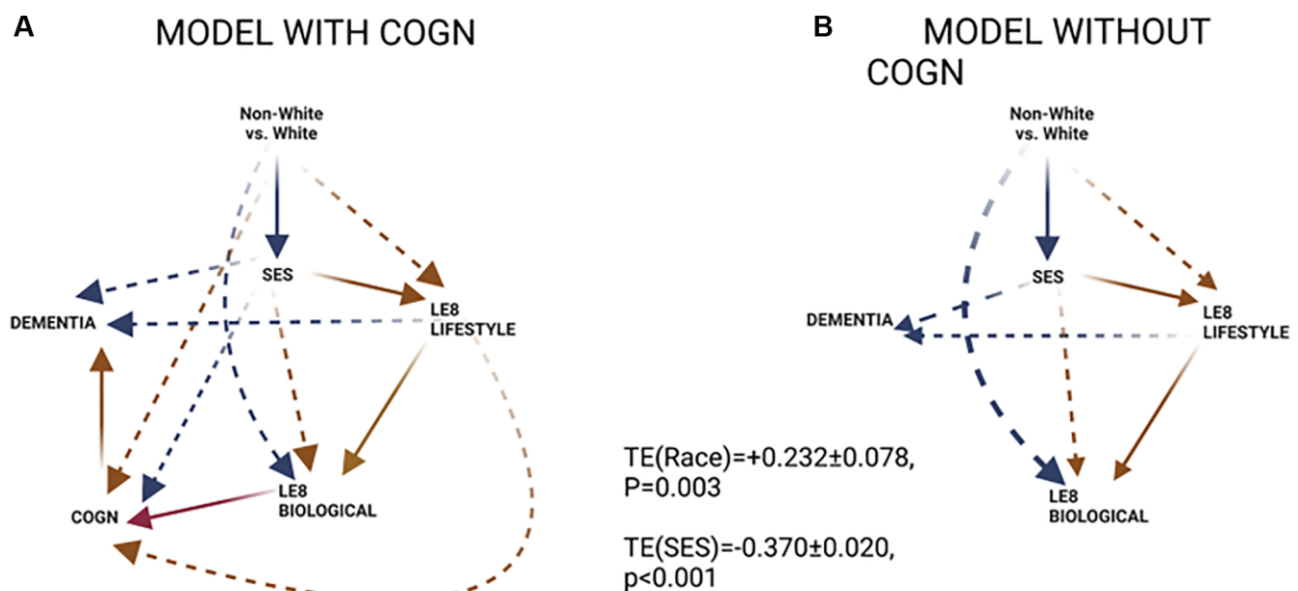 A
MODEL WITH COGN
Non-White
vs. White
SES
LE8
LIFESTYLE
DEMENTIA
COGN
LE8
BIOLOGICAL
TE(Race)=+0.232±0.078,
P=0.003
TE(SES)=-0.370±0.020,
p<0.001
B
MODEL WITHOUT
COGN
Non-White
vs. White
SES
LE8
LIFESTYLE
DEMENTIA
LE8
BIOLOGICAL